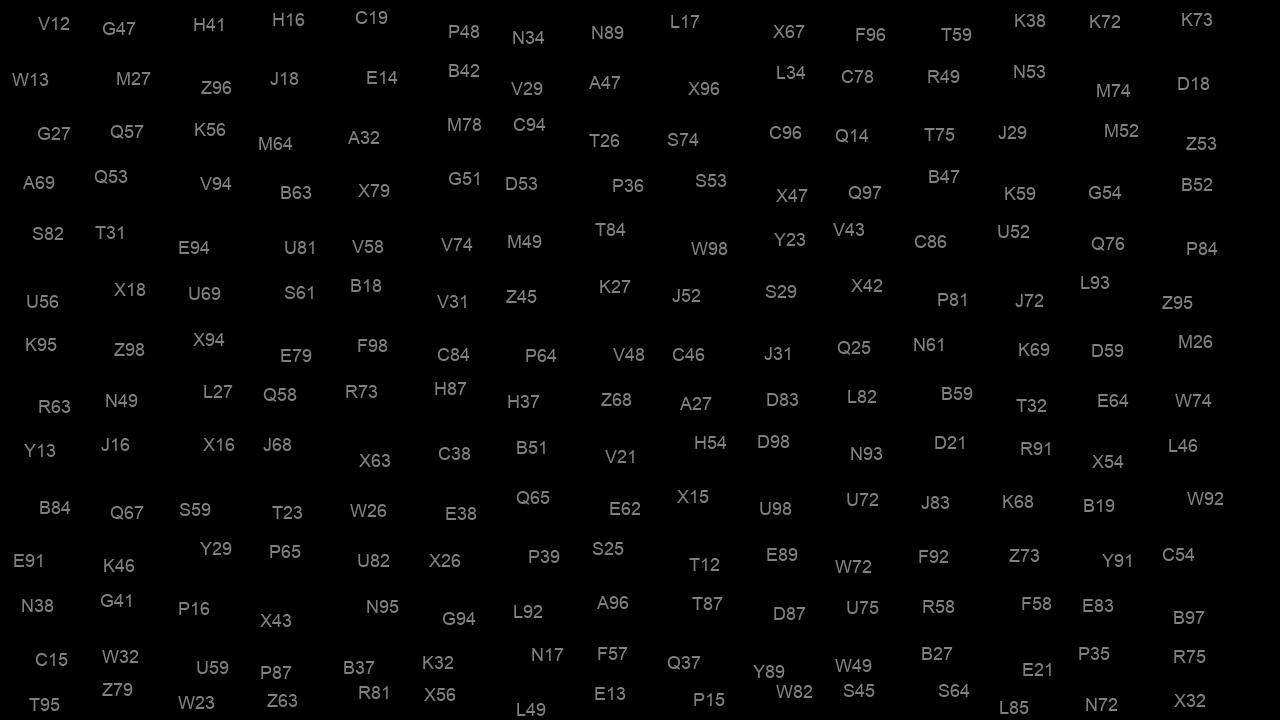 V12 G47 H41 H16 C19 P48 N34 N89 L17 X67 F96 T59 K38 K72 K73
W13 M27 Z96 J18 E14 B42 V29 A47 X96 L34 C78 R49 N53 M74 D18
G27 Q57 K56 M64 A32 M78 C94 T26 S74 C96 Q14 T75 J29 M52 Z53
A69 Q53 V94 B63 X79 G51 D53 P36 S53 X47 Q97 B47 K59 G54 B52
S82 T31 E94 U81 V58 V74 M49 T84 W98 Y23 V43 C86 U52 Q76 P84
U56 X18 U69 S61 B18 V31 Z45 K27 J52 S29 X42 P81 J72 L93 Z95
K95 Z98 X94 E79 F98 C84 P64 V48 C46 J31 Q25 N61 K69 D59 M26
R63 N49 L27 Q58 R73 H87 H37 Z68 A27 D83 L82 B59 T32 E64 W74
Y13 J16 X16 J68 X63 C38 B51 V21 H54 D98 N93 D21 R91 X54 L46
B84 Q67 S59 T23 W26 E38 Q65 E62 X15 U98 U72 J83 K68 B19 W92
E91 K46 Y29 P65 U82 X26 P39 S25 T12 E89 W72 F92 Z73 Y91 C54
N38 G41 P16 X43 N95 G94 L92 A96 T87 D87 U75 R58 F58 E83 B97
C15 W32 U59 P87 B37 K32 N17 F57 Q37 Y89 W49 B27 E21 P35 R75
T95 Z79 W23 Z63 R81 X56 L49 E13 P15 W82 S45 S64 L85 N72 X32